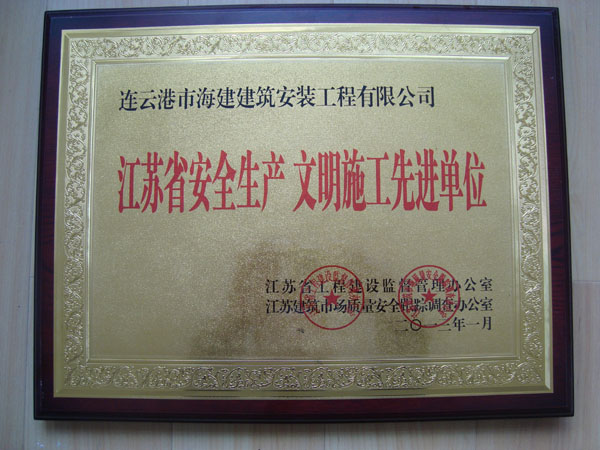 连云港市海建建筑安装工程有限公司
江苏省安全生产 文明施工先进单位
江苏省工程建设监督管理办公室
江苏建筑市场质量安全跟踪调查办公室
二〇一二年一月